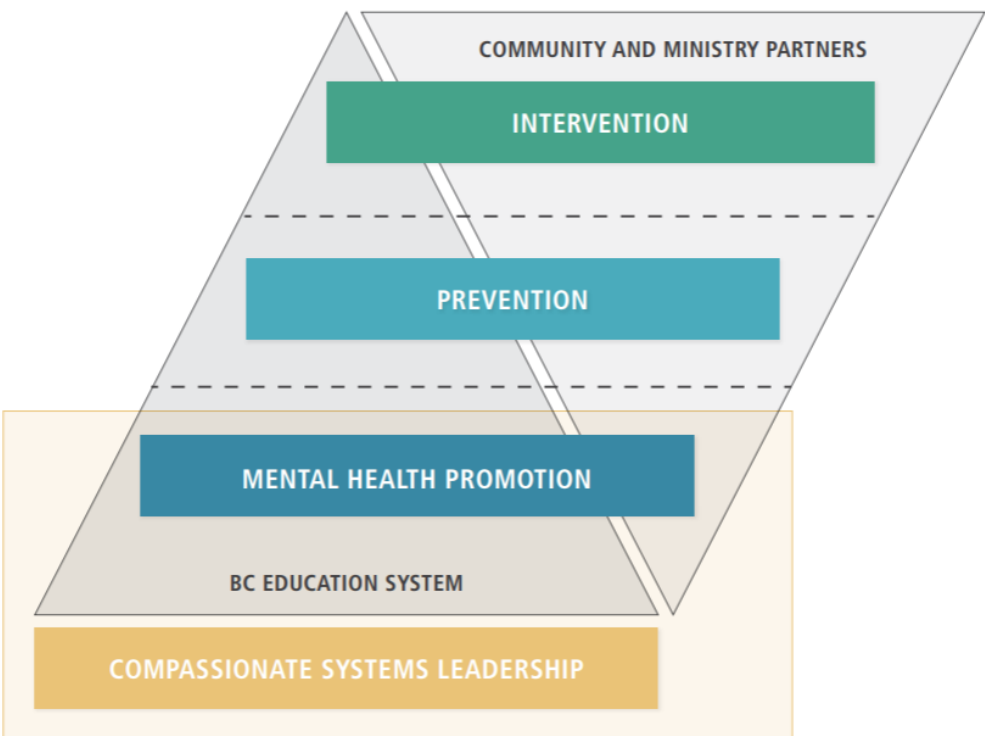 COMMUNITY AND MINISTRY PARTNERS
INTERVENTION
PREVENTION
MENTAL HEALTH PROMOTION
BC EDUCATION SYSTEM
COMPASSIONATE SYSTEMS LEADERSHIP